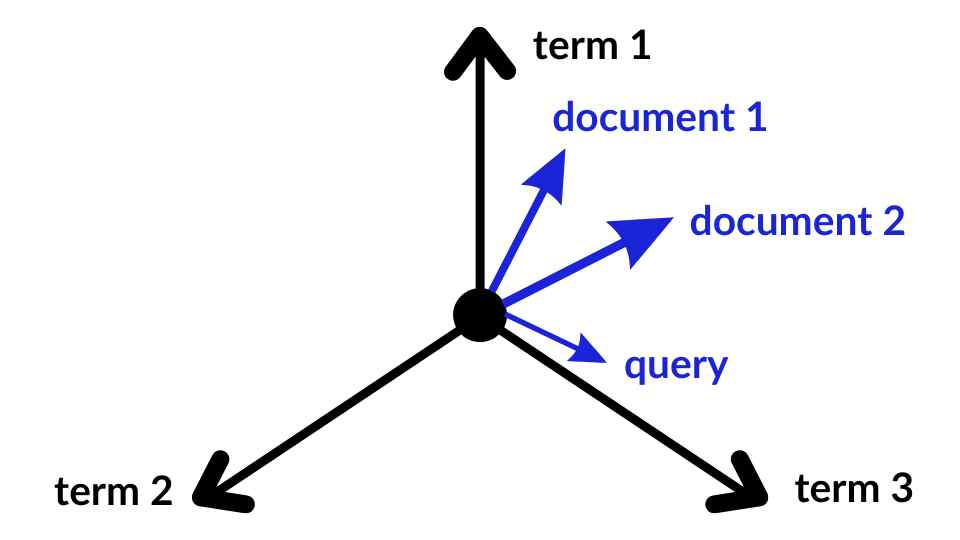 term 1
document 1
document 2
query
term 2
term 3